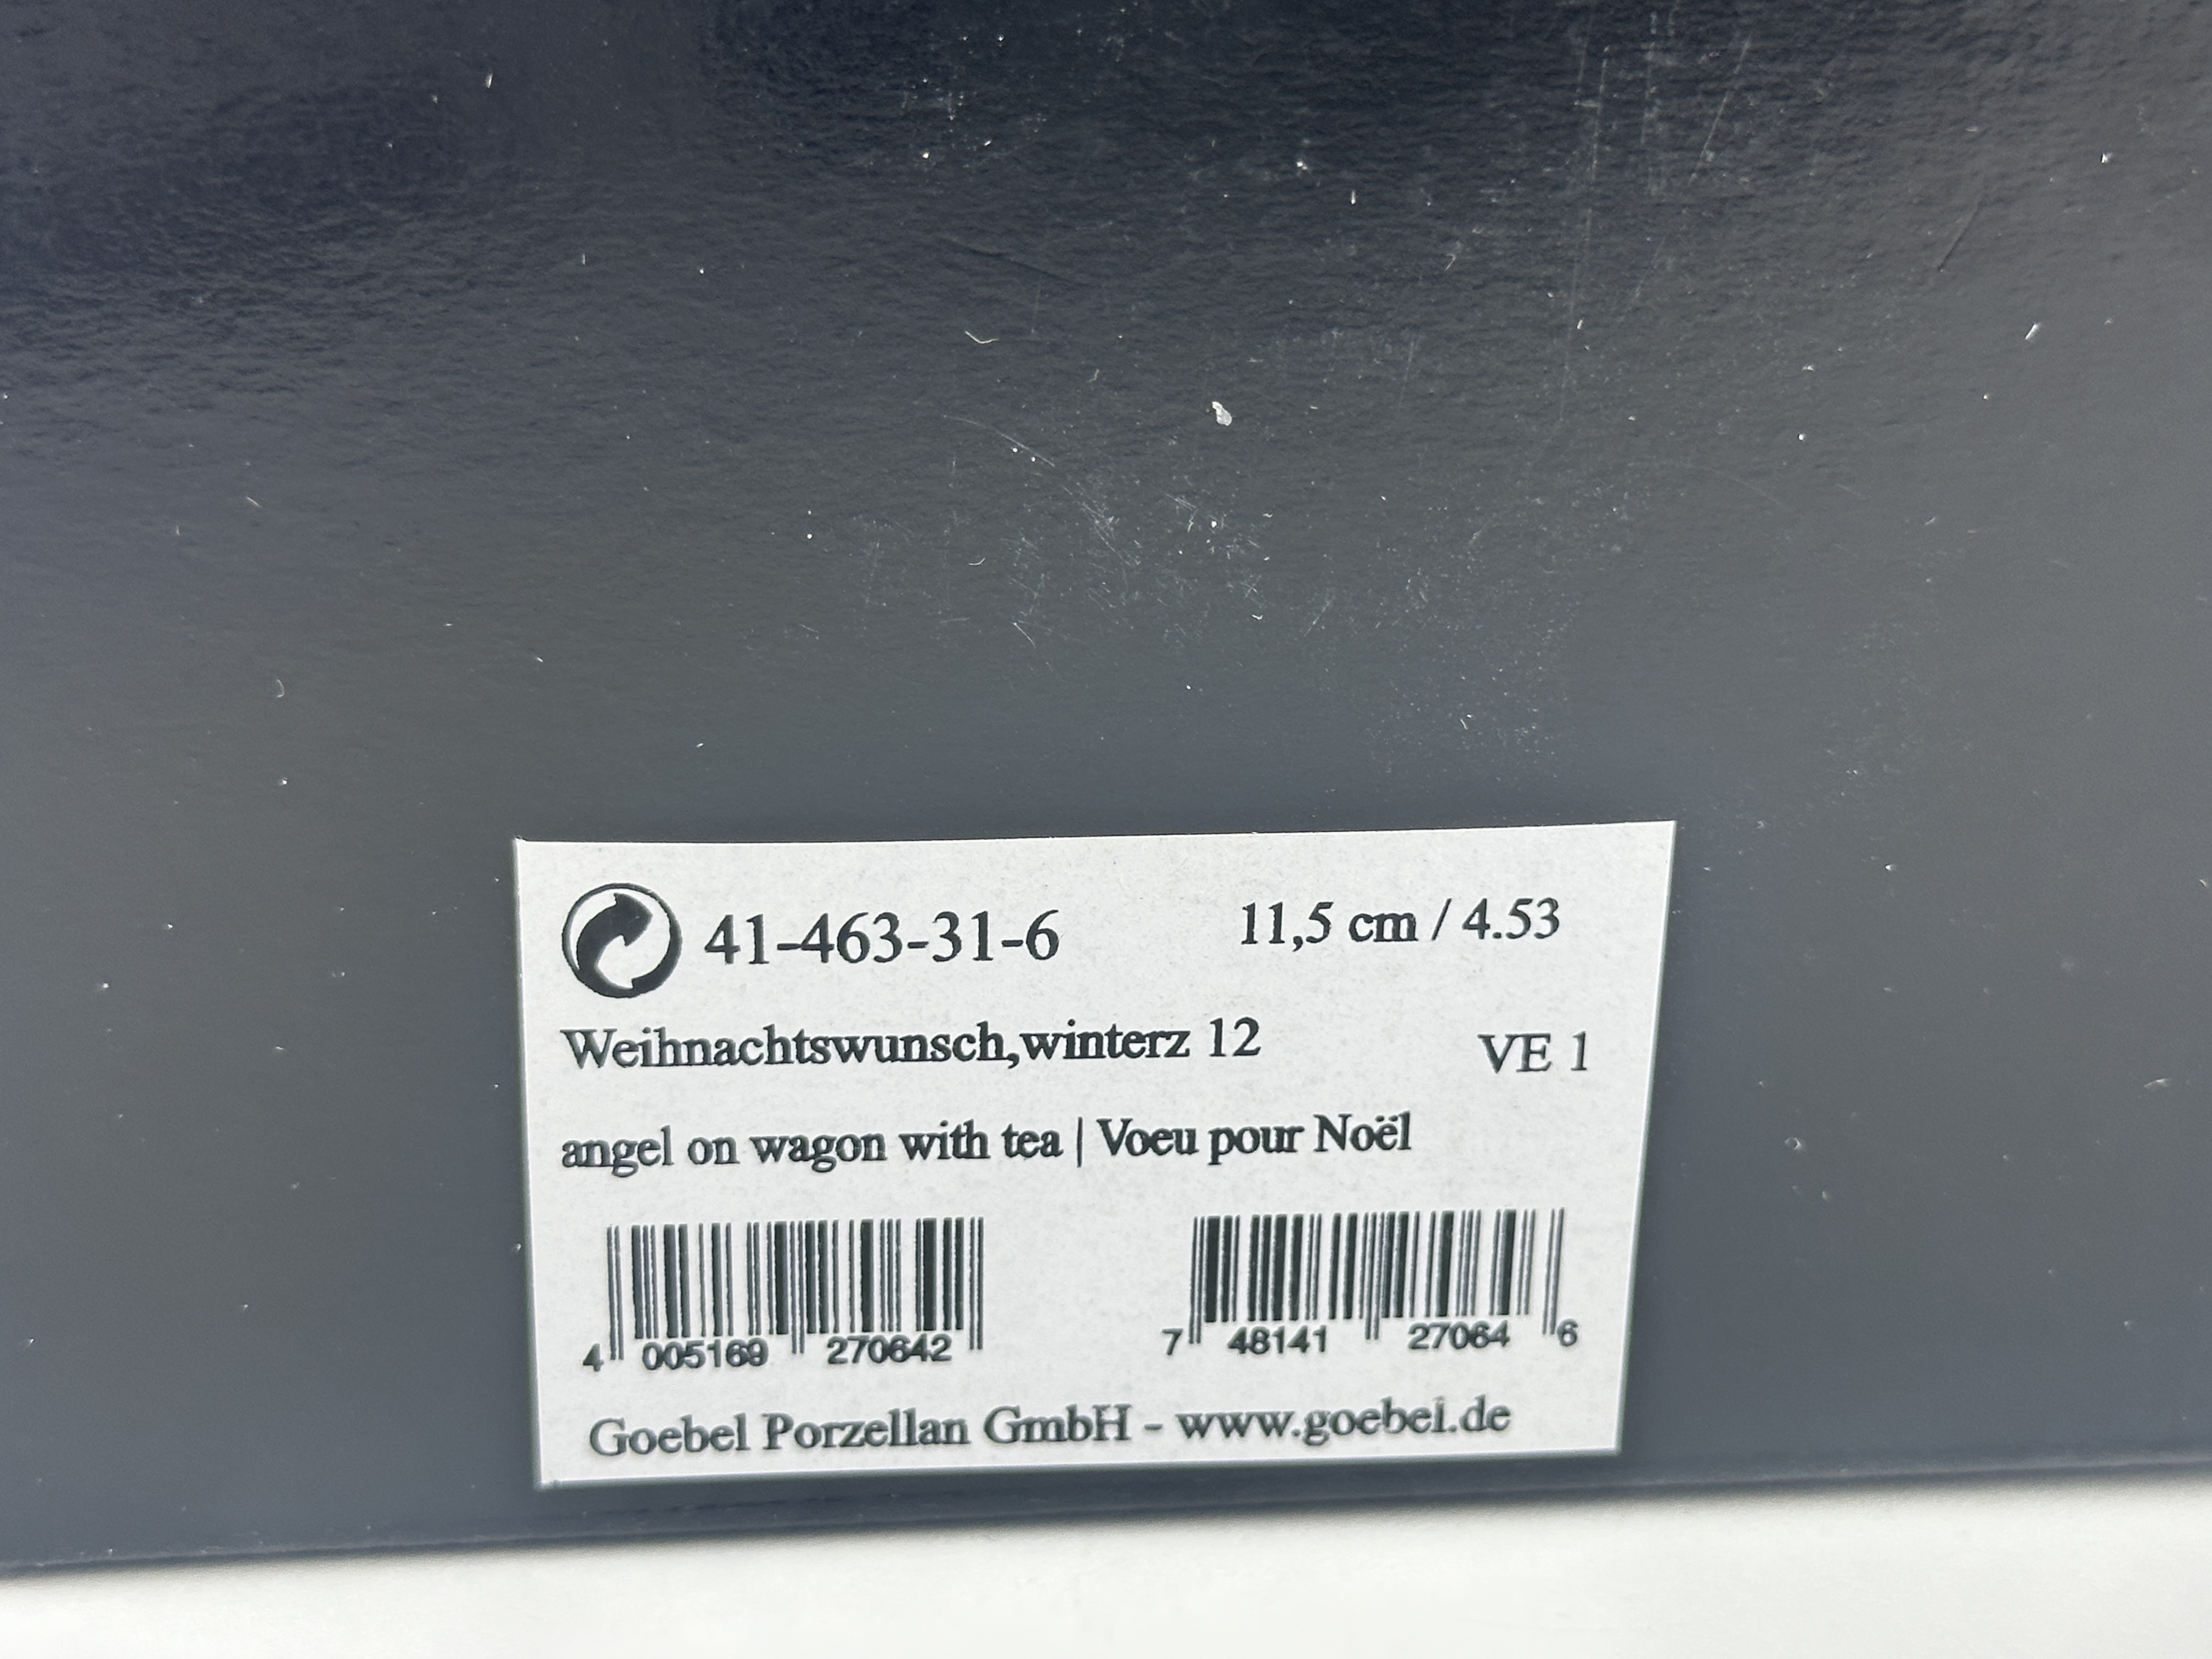 41-463-31-6 11,5 cm / 4.53
Weihnachtswunsch,winterz 12 VE 1
angel on wagon with tea | Voeu pour Noël
4 005169 270642 7 48141 27064 6
Goebel Porzellan GmbH - www.goebel.de